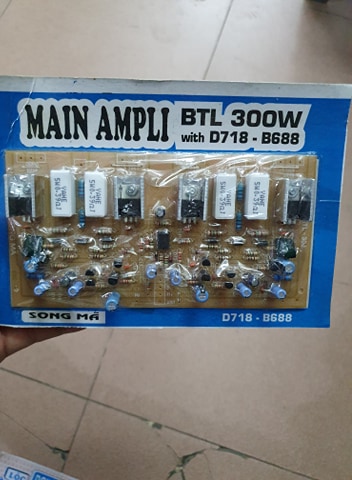 MAIN AMPLI
BTL 300W
with D718 - B688
SONG MÃ
D718 - B688